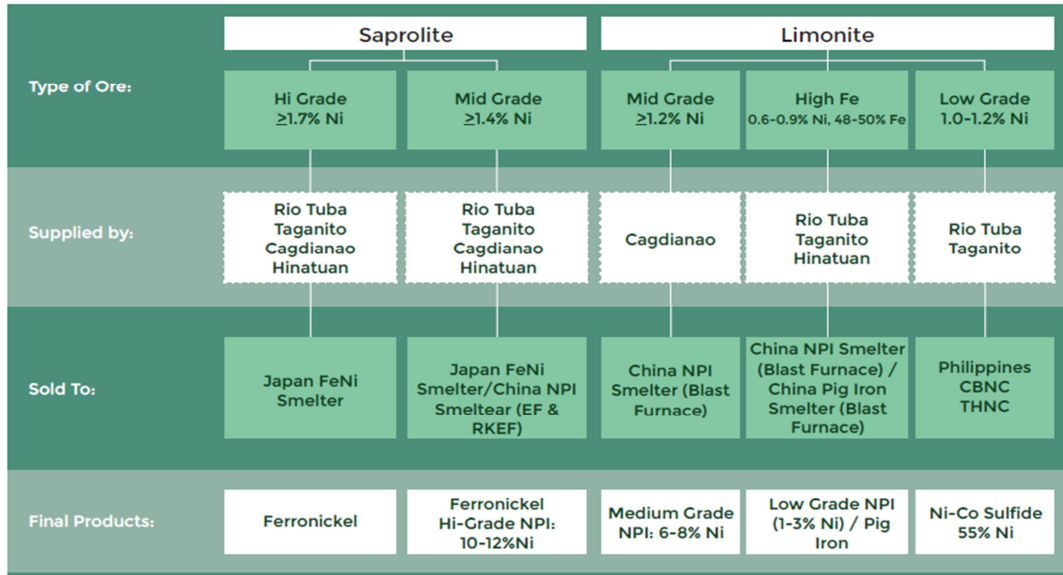 Saprolite
Limonite
Type of Ore:
Hi Grade
≥1.7% Ni
Mid Grade
≥1.4% Ni
Mid Grade
≥1.2% Ni
High Fe
0.6-0.9% Ni, 48-50% Fe
Low Grade
1.0-1.2% Ni
Supplied by:
Rio Tuba
Taganito
Cagdianao
Hinatuan
Rio Tuba
Taganito
Cagdianao
Hinatuan
Cagdianao
Rio Tuba
Taganito
Hinatuan
Rio Tuba
Taganito
Sold To:
Japan FeNi
Smelter
Japan FeNi
Smelter/China NPI
Smeltear (EF &
RKEF)
China NPI
Smelter (Blast
Furnace)
China NPI Smelter
(Blast Furnace) /
China Pig Iron
Smelter (Blast
Furnace)
Philippines
CBNC
THNC
Final Products:
Ferronickel
Ferronickel
Hi-Grade NPI:
10-12%Ni
Medium Grade
NPI: 6-8% Ni
Low Grade NPI
(1-3% Ni) / Pig
Iron
Ni-Co Sulfide
55% Ni